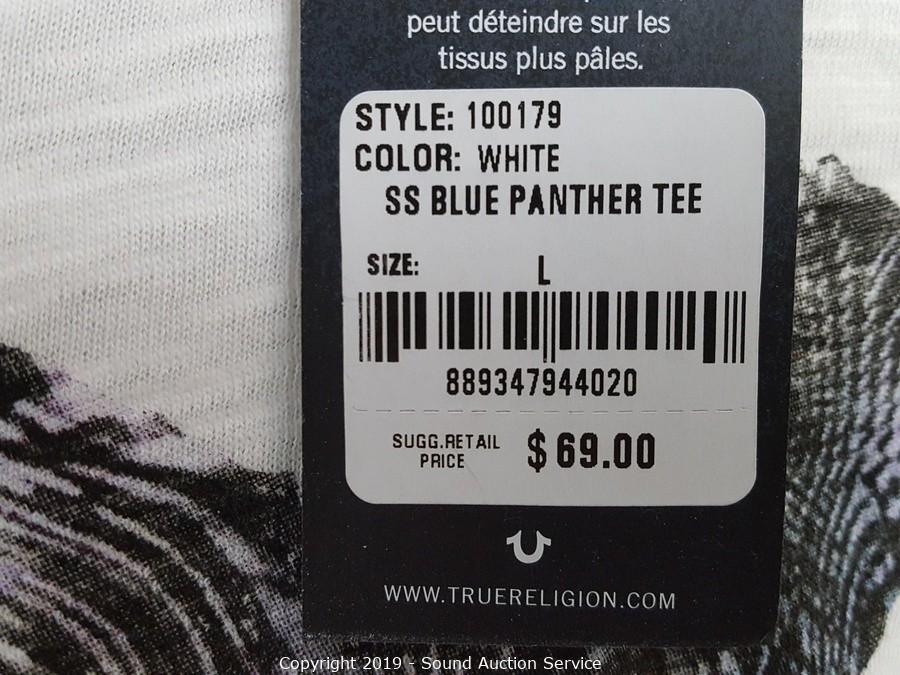 peut déteindre sur les
tissus plus pâles.
STYLE: 100179
COLOR: WHITE
SS BLUE PANTHER TEE
SIZE: L
889347944020
SUGG.RETAIL
PRICE
$69.00
WWW.TRUERELIGION.COM
Copyright 2019 - Sound Auction Service